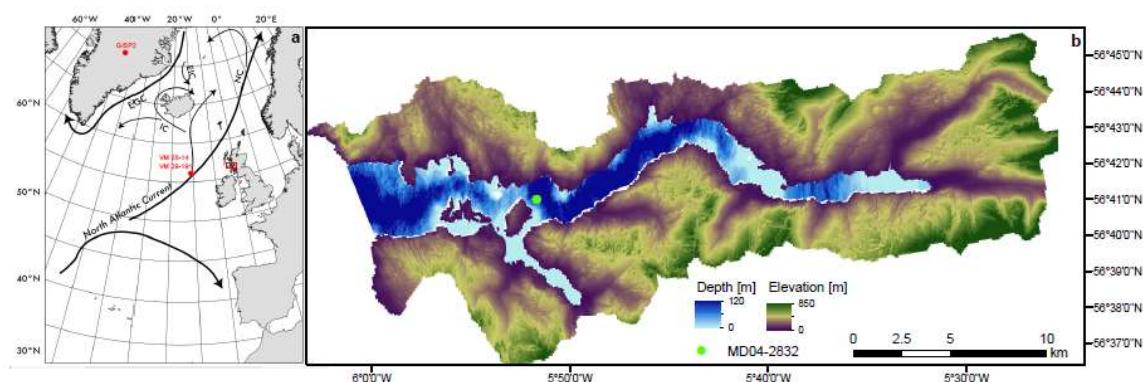 60°W 40°W 20°W 0° 20°E
a
GISP2
EGC
EIC
NC
IC
60°N
50°N
40°N
30°N
VM 28-14
VM 29-191
North Atlantic Current
b
56°45'0"N
56°44'0"N
56°43'0"N
56°42'0"N
56°41'0"N
56°40'0"N
56°39'0"N
56°38'0"N
56°37'0"N
Depth [m] Elevation [m]
120 850
0 0
MD04-2832
0 2.5 5 10
km
6°0'0"W 5°50'0"W 5°40'0"W 5°30'0"W